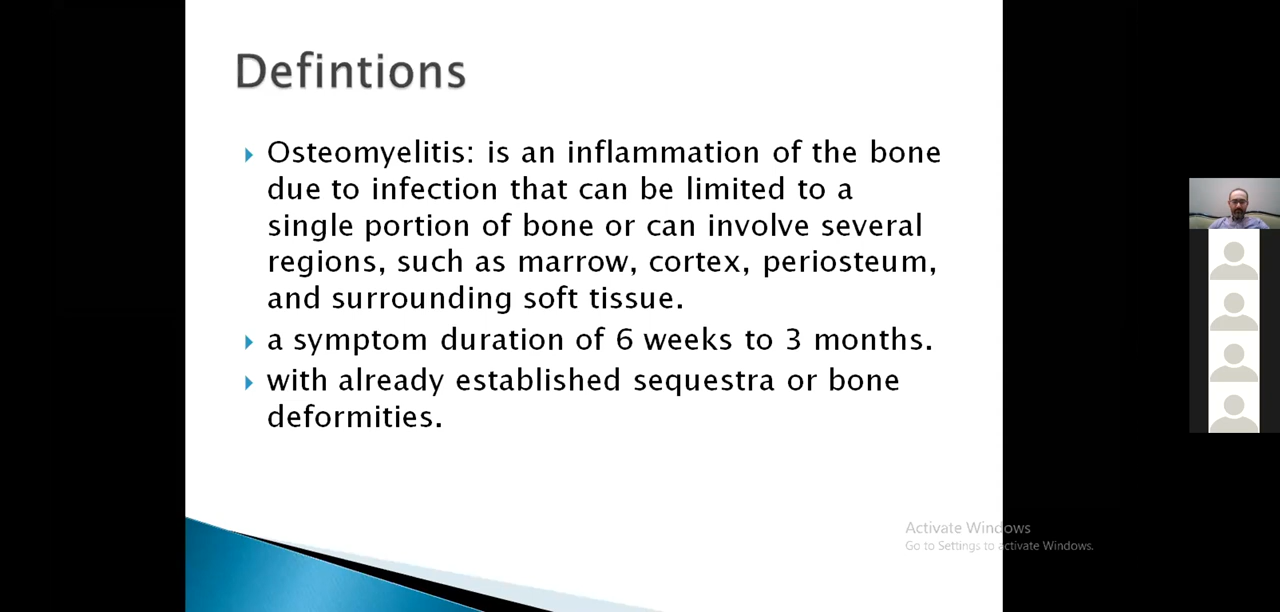 Defintions
Osteomyelitis: is an inflammation of the bone
due to infection that can be limited to a
single portion of bone or can involve several
regions, such as marrow, cortex, periosteum,
and surrounding soft tissue.
a symptom duration of 6 weeks to 3 months.
with already established sequestra or bone
deformities.
Activate Windows
Go to Settings to activate Windows.